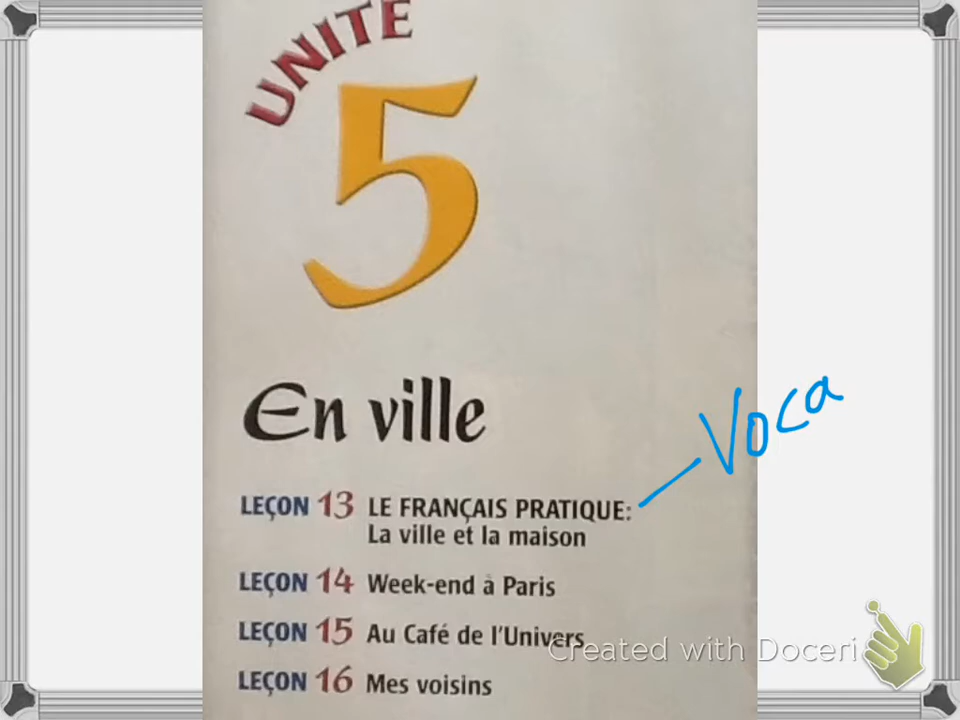 UNITÉ
5
En ville
Voca
LEÇON 13 LE FRANÇAIS PRATIQUE:
La ville et la maison
LEÇON 14 Week-end à Paris
LEÇON 15 Au Café de l'Univers
LEÇON 16 Mes voisins
Created with Doceri